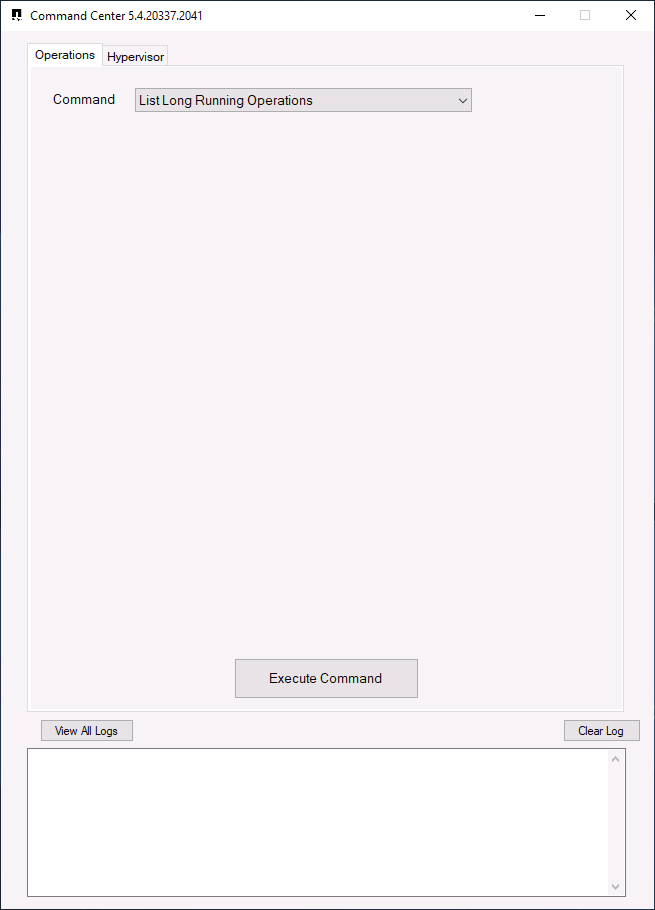 Command Center 5.4.20337.2041
Operations
Hypervisor
Command
List Long Running Operations
Execute Command
View All Logs
Clear Log